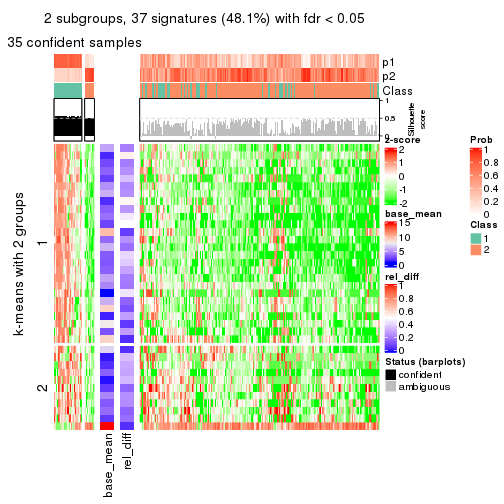 2 subgroups, 37 signatures (48.1%) with fdr < 0.05
35 confident samples
p1
p2
Class
1
0.5
0
Silhouette
score
k-means with 2 groups
1
2
base_mean
rel_diff
z-score
2
1
0
-1
-2
base_mean
15
10
5
0
rel_diff
1
0.8
0.6
0.4
0.2
0
Status (barplots)
confident
ambiguous
Prob
1
0.8
0.6
0.4
0.2
0
Class
1
2